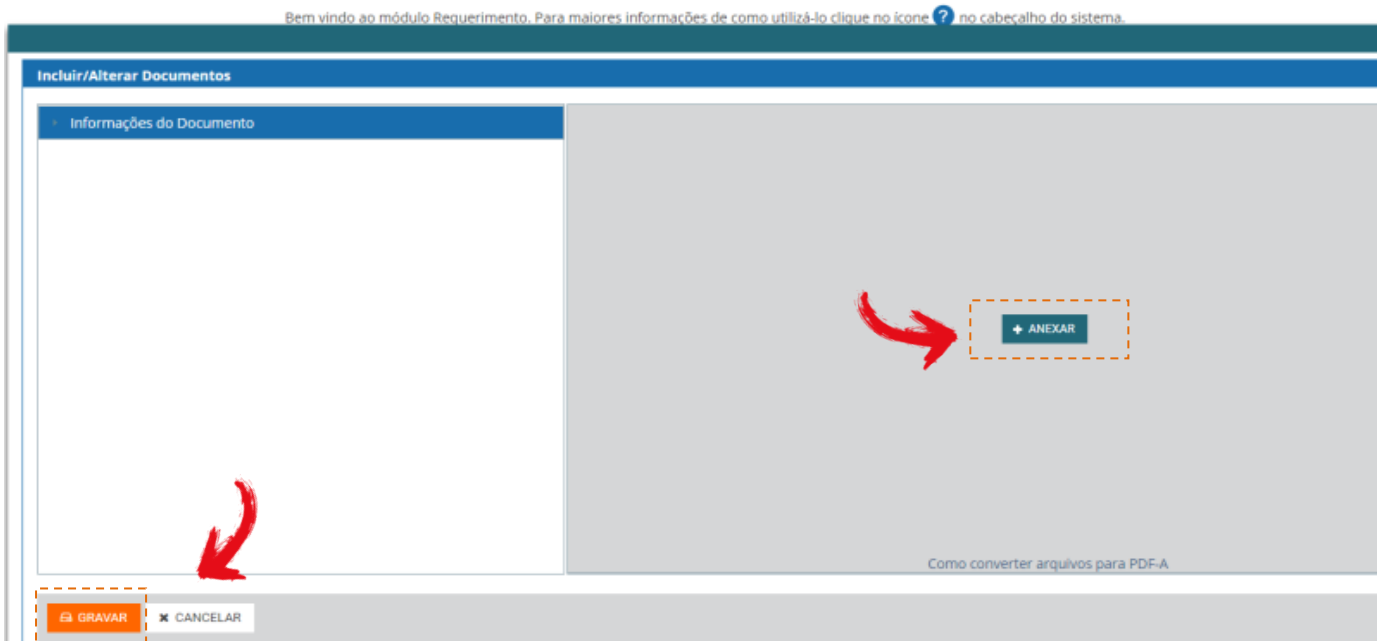 Bem vindo ao módulo Requerimento. Para maiores informações de como utilizá-lo clique no ícone ? no cabeçalho do sistema.
Incluir/Alterar Documentos
Informações do Documento
+ ANEXAR
Como converter arquivos para PDF-A
GRAVAR
✖ CANCELAR